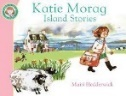 Katie Morag
Island Stories
Mairi Hedderwick